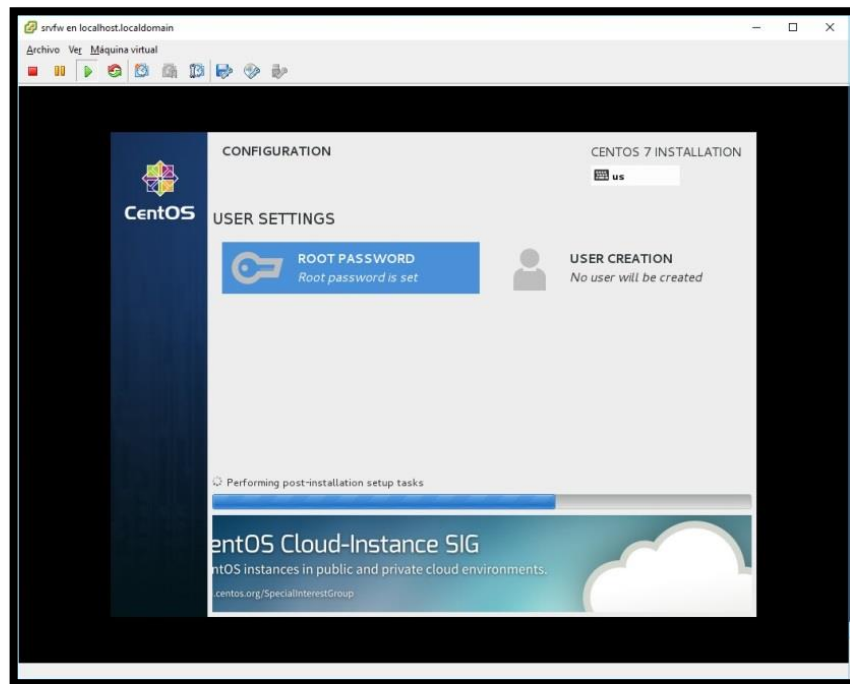 srvfw en localhost.localdomain
Archivo Ver Máquina virtual
CONFIGURATION
CENTOS 7 INSTALLATION
us
CentOS
USER SETTINGS
ROOT PASSWORD
Root password is set
USER CREATION
No user will be created
Performing post-installation setup tasks
entOS Cloud-Instance SIG
ntOS instances in public and private cloud environments.
.centos.org/SpecialInterestGroup